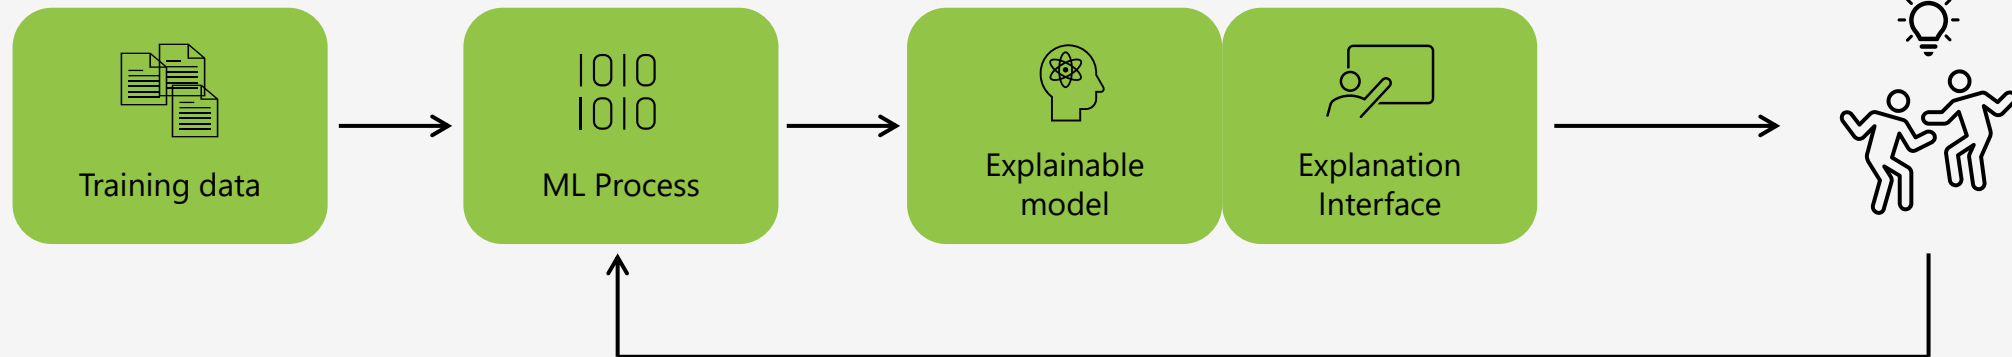 Training data
1010
1010
ML Process
Explainable
model
Explanation
Interface